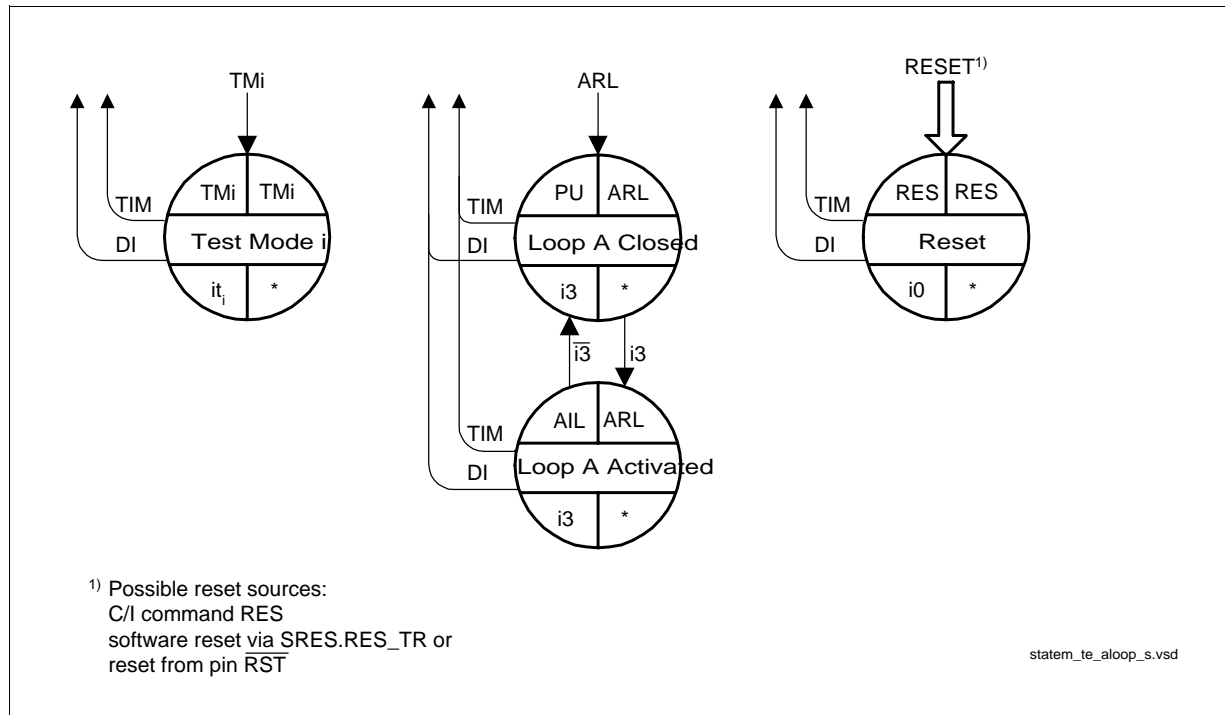 TMi
ARL
RESET1)
TMi TMi
TIM
Test Mode i
DI
iti *
PU ARL
TIM
Loop A Closed
DI
i3 *
i3̅ i3
AIL ARL
TIM
Loop A Activated
DI
i3 *
RES RES
TIM
Reset
DI
i0 *
1) Possible reset sources:
C/I command RES
software reset via SRES.RES_TR or
reset from pin R̅S̅T̅
statem_te_aloop_s.vsd